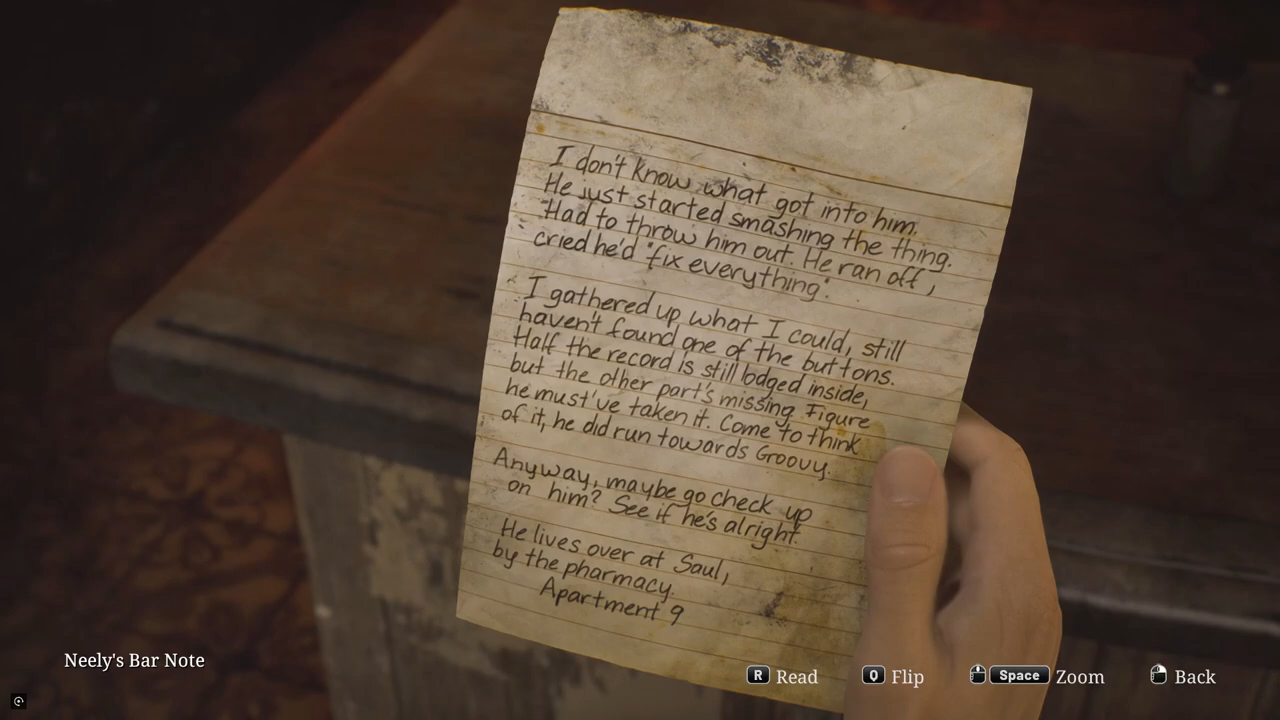 I don't know what got into him.
He just started smashing the thing.
Had to throw him out. He ran off,
cried he'd "fix everything".
I gathered up what I could, still
haven't found one of the buttons.
Half the record is still lodged inside,
but the other part's missing. Figure
he must've taken it. Come to think
of it, he did run towards Groovy.
Anyway, maybe go check up
on him? See if he's alright.
He lives over at Saul,
by the pharmacy.
Apartment 9
Neely's Bar Note
R Read Q Flip Space Zoom Back